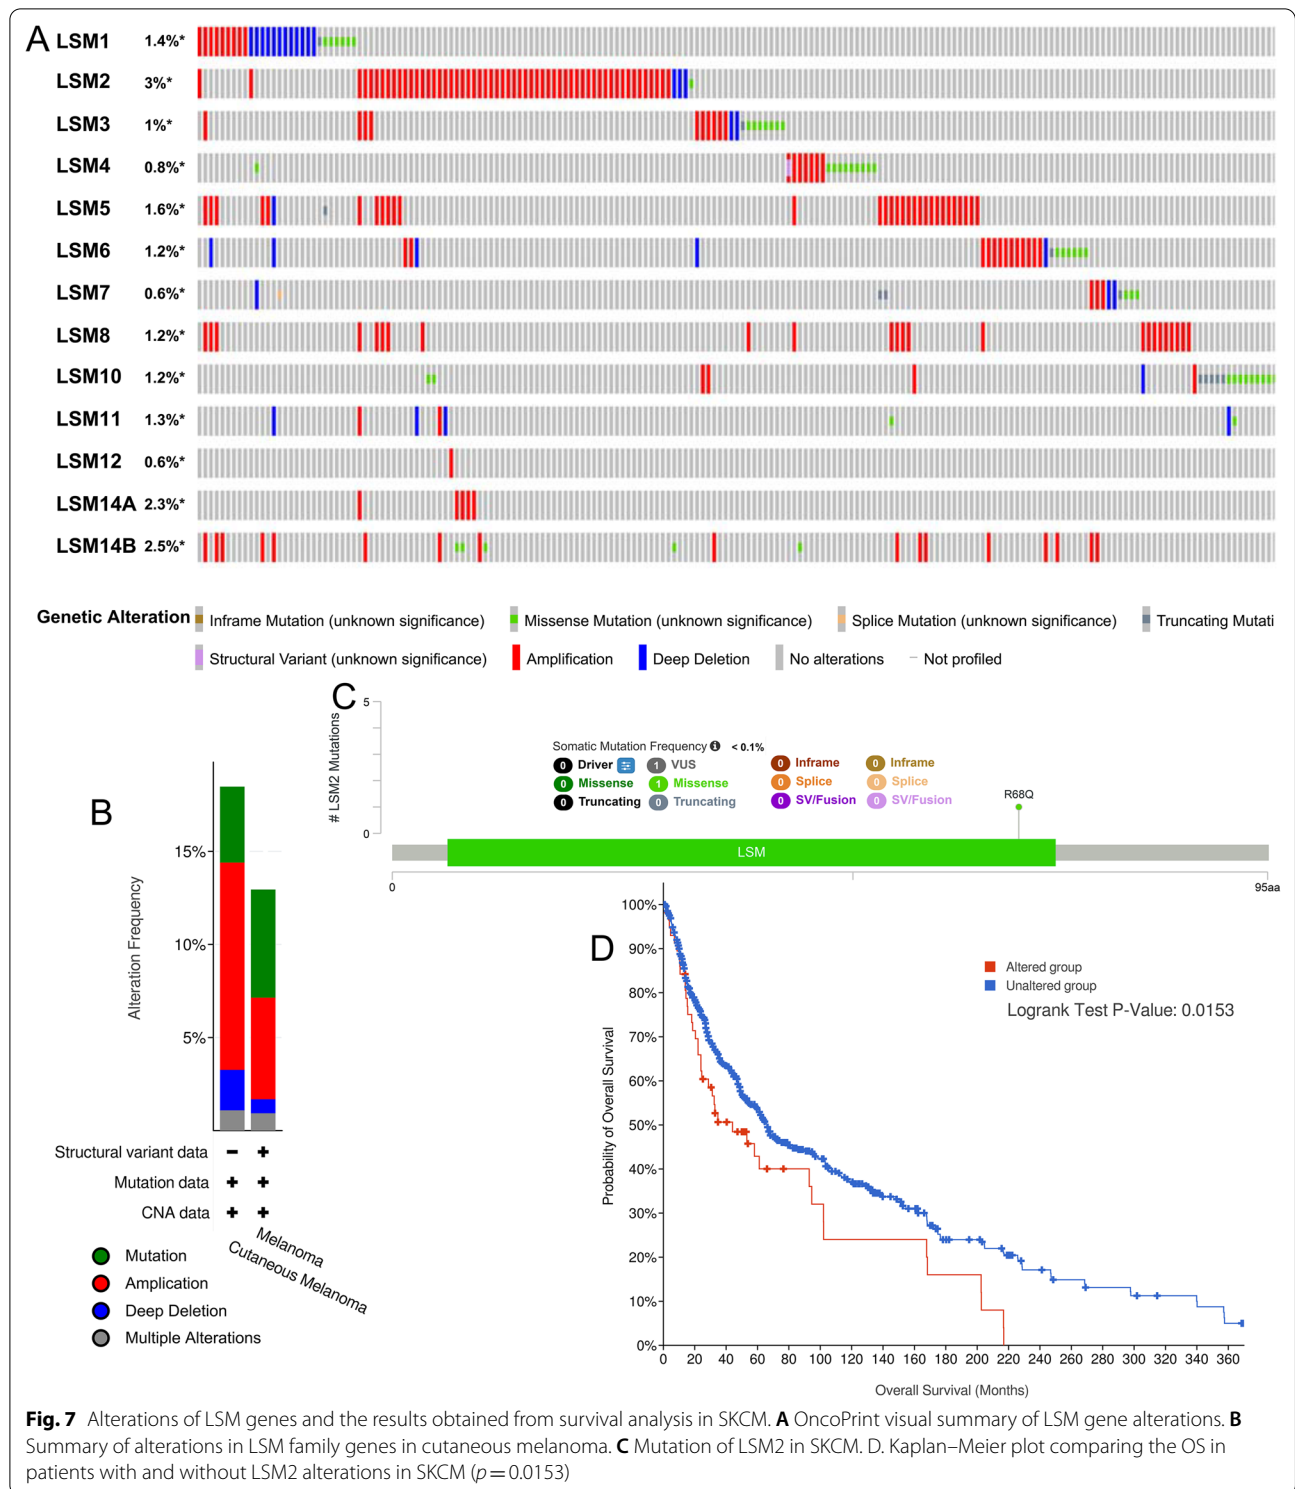 A
LSM1 1.4%*
LSM2 3%*
LSM3 1%*
LSM4 0.8%*
LSM5 1.6%*
LSM6 1.2%*
LSM7 0.6%*
LSM8 1.2%*
LSM10 1.2%*
LSM11 1.3%*
LSM12 0.6%*
LSM14A 2.3%*
LSM14B 2.5%*
Genetic Alteration Inframe Mutation (unknown significance) Missense Mutation (unknown significance) Splice Mutation (unknown significance) Truncating Mutati
Structural Variant (unknown significance) Amplification Deep Deletion No alterations – Not profiled
B
Alteration Frequency
15%
10%
5%
Structural variant data − +
Mutation data + +
CNA data + +
Melanoma
Cutaneous Melanoma
Mutation
Amplication
Deep Deletion
Multiple Alterations
C
# LSM2 Mutations
5
0
Somatic Mutation Frequency i < 0.1%
0 Driver 1 VUS 0 Inframe 0 Inframe
0 Missense 1 Missense 0 Splice 0 Splice
0 Truncating 0 Truncating 0 SV/Fusion 0 SV/Fusion
R68Q
LSM
0 95aa
D
Probability of Overall Survival
100%
90%
80%
70%
60%
50%
40%
30%
20%
10%
0%
Altered group
Unaltered group
Logrank Test P-Value: 0.0153
0 20 40 60 80 100 120 140 160 180 200 220 240 260 280 300 320 340 360
Overall Survival (Months)
Fig. 7 Alterations of LSM genes and the results obtained from survival analysis in SKCM. A OncoPrint visual summary of LSM gene alterations. B
Summary of alterations in LSM family genes in cutaneous melanoma. C Mutation of LSM2 in SKCM. D. Kaplan–Meier plot comparing the OS in
patients with and without LSM2 alterations in SKCM (p = 0.0153)